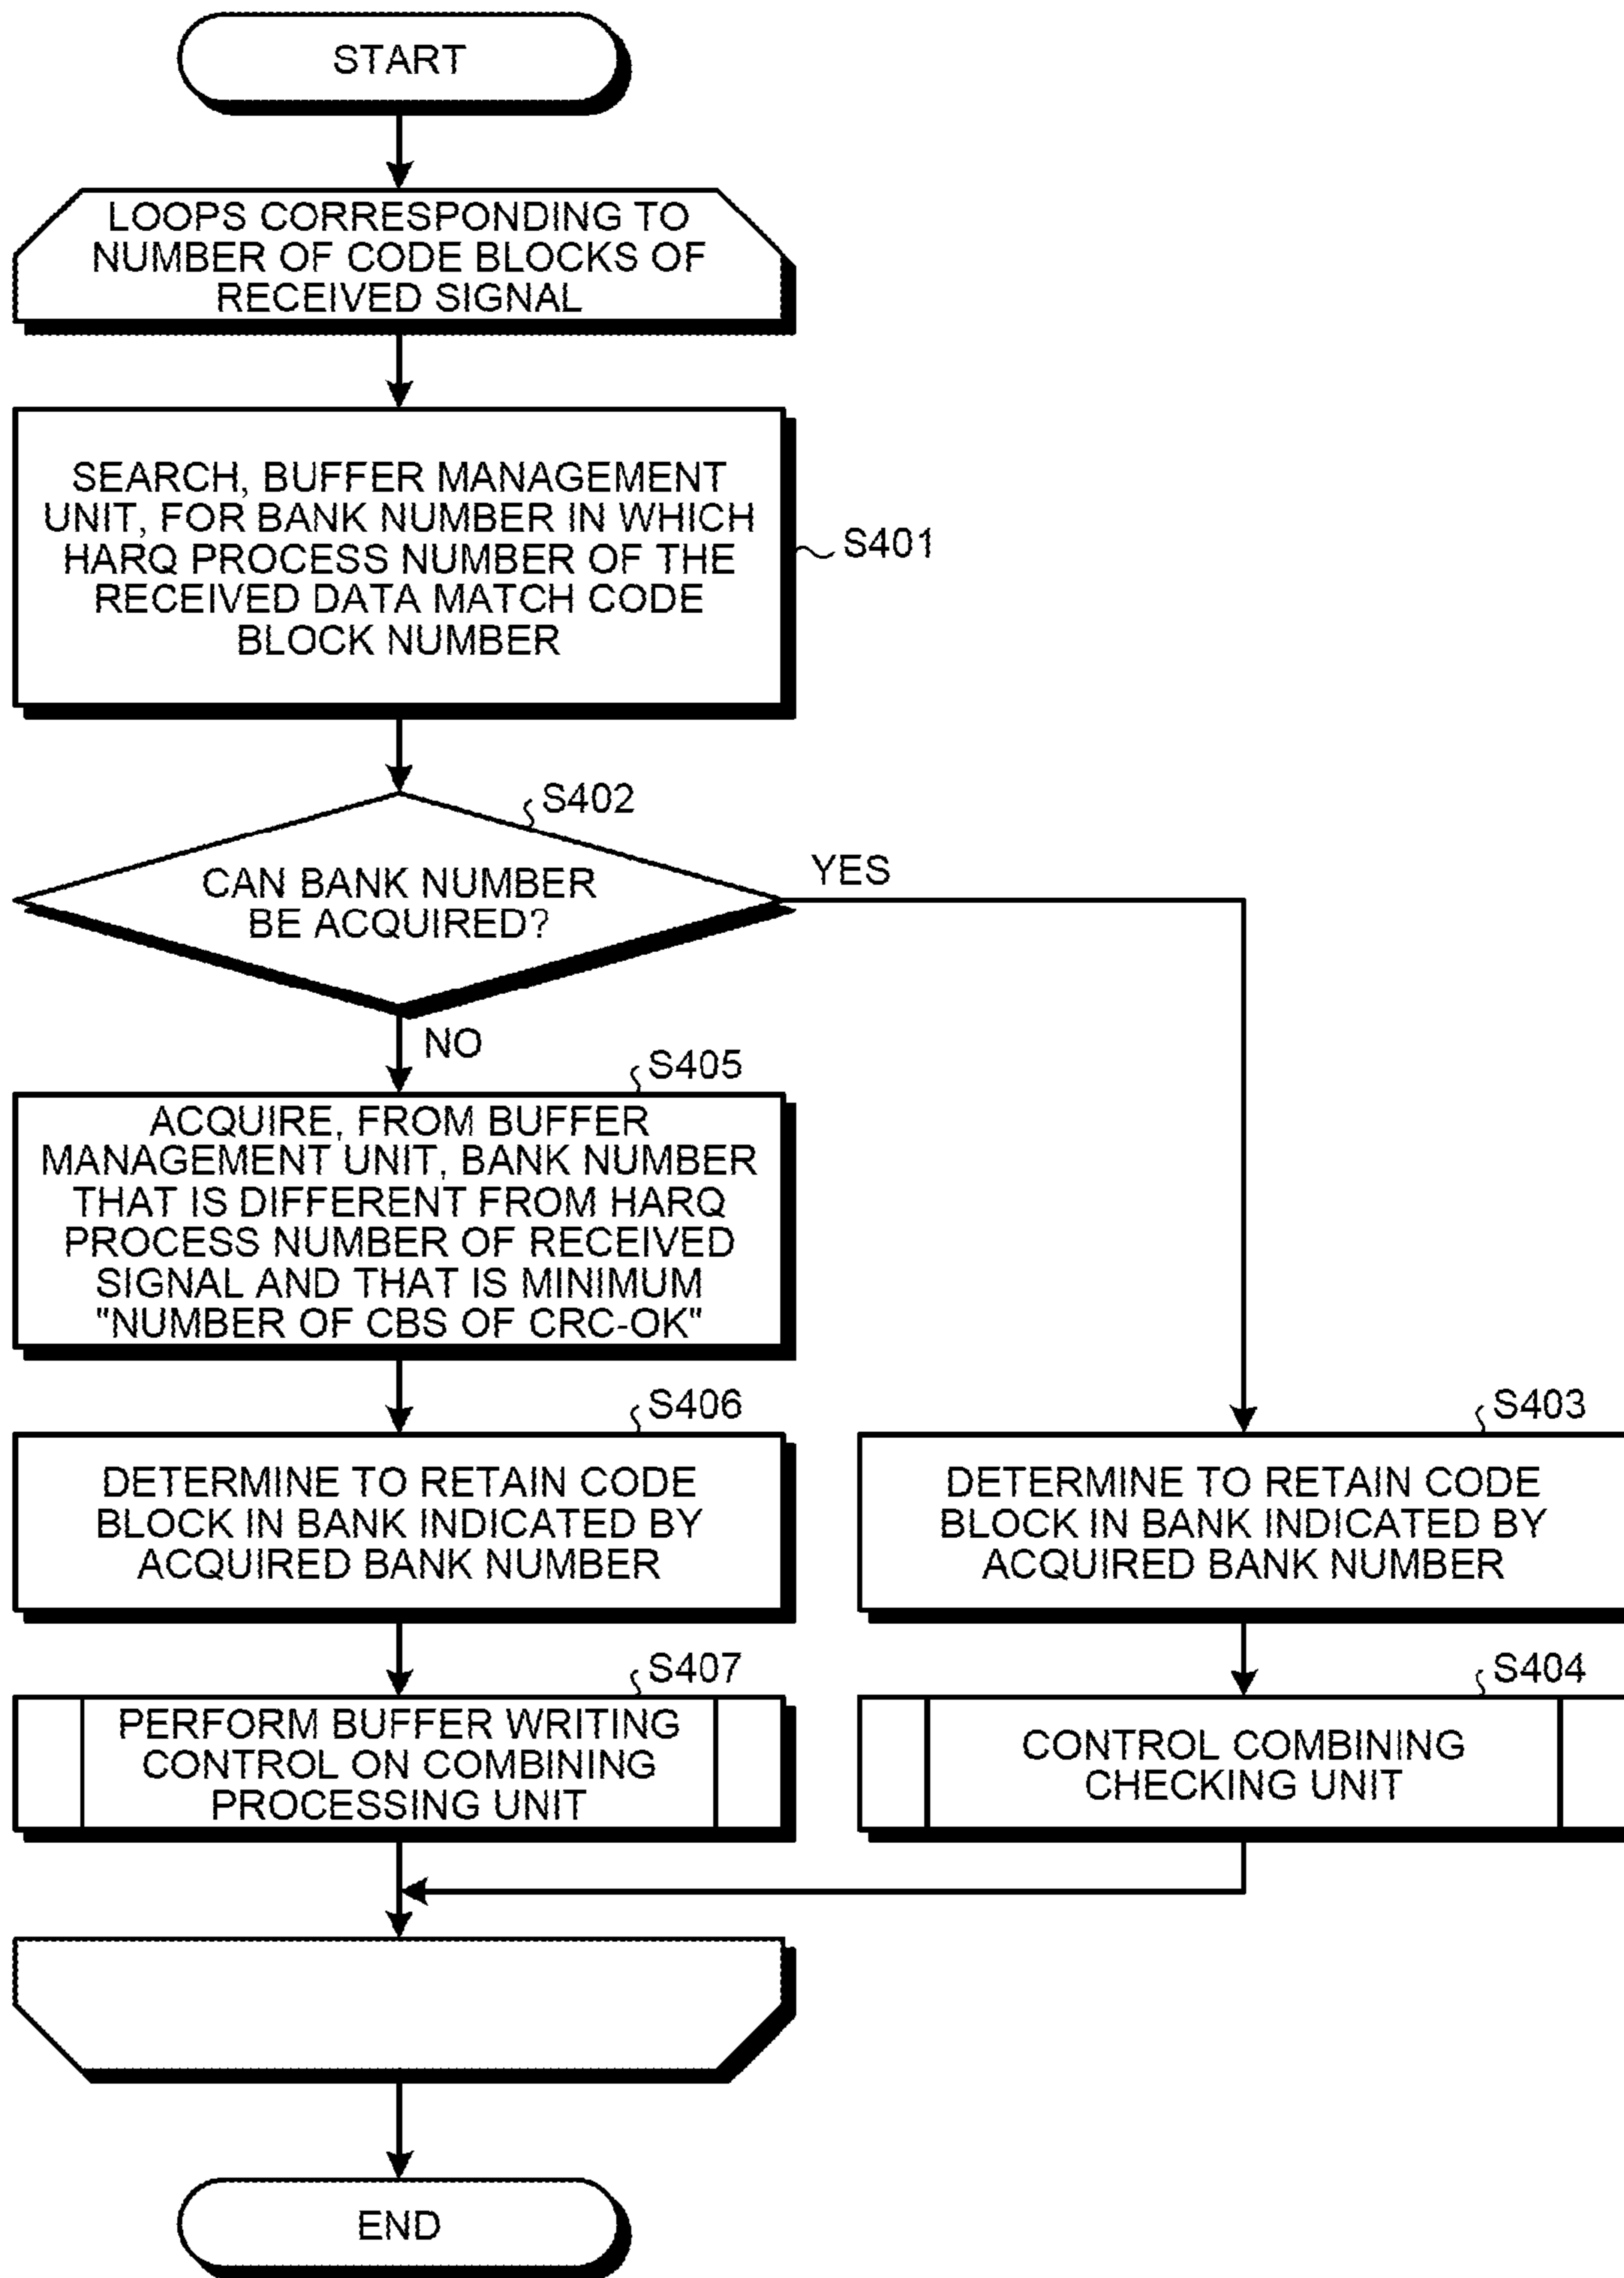 START
LOOPS CORRESPONDING TO
NUMBER OF CODE BLOCKS OF
RECEIVED SIGNAL
SEARCH, BUFFER MANAGEMENT
UNIT, FOR BANK NUMBER IN WHICH
HARQ PROCESS NUMBER OF THE
RECEIVED DATA MATCH CODE
BLOCK NUMBER
S401
S402
CAN BANK NUMBER
BE ACQUIRED?
YES
NO
S405
ACQUIRE, FROM BUFFER
MANAGEMENT UNIT, BANK NUMBER
THAT IS DIFFERENT FROM HARQ
PROCESS NUMBER OF RECEIVED
SIGNAL AND THAT IS MINIMUM
"NUMBER OF CBS OF CRC-OK"
S406
DETERMINE TO RETAIN CODE
BLOCK IN BANK INDICATED BY
ACQUIRED BANK NUMBER
S403
DETERMINE TO RETAIN CODE
BLOCK IN BANK INDICATED BY
ACQUIRED BANK NUMBER
S407
PERFORM BUFFER WRITING
CONTROL ON COMBINING
PROCESSING UNIT
S404
CONTROL COMBINING
CHECKING UNIT
END